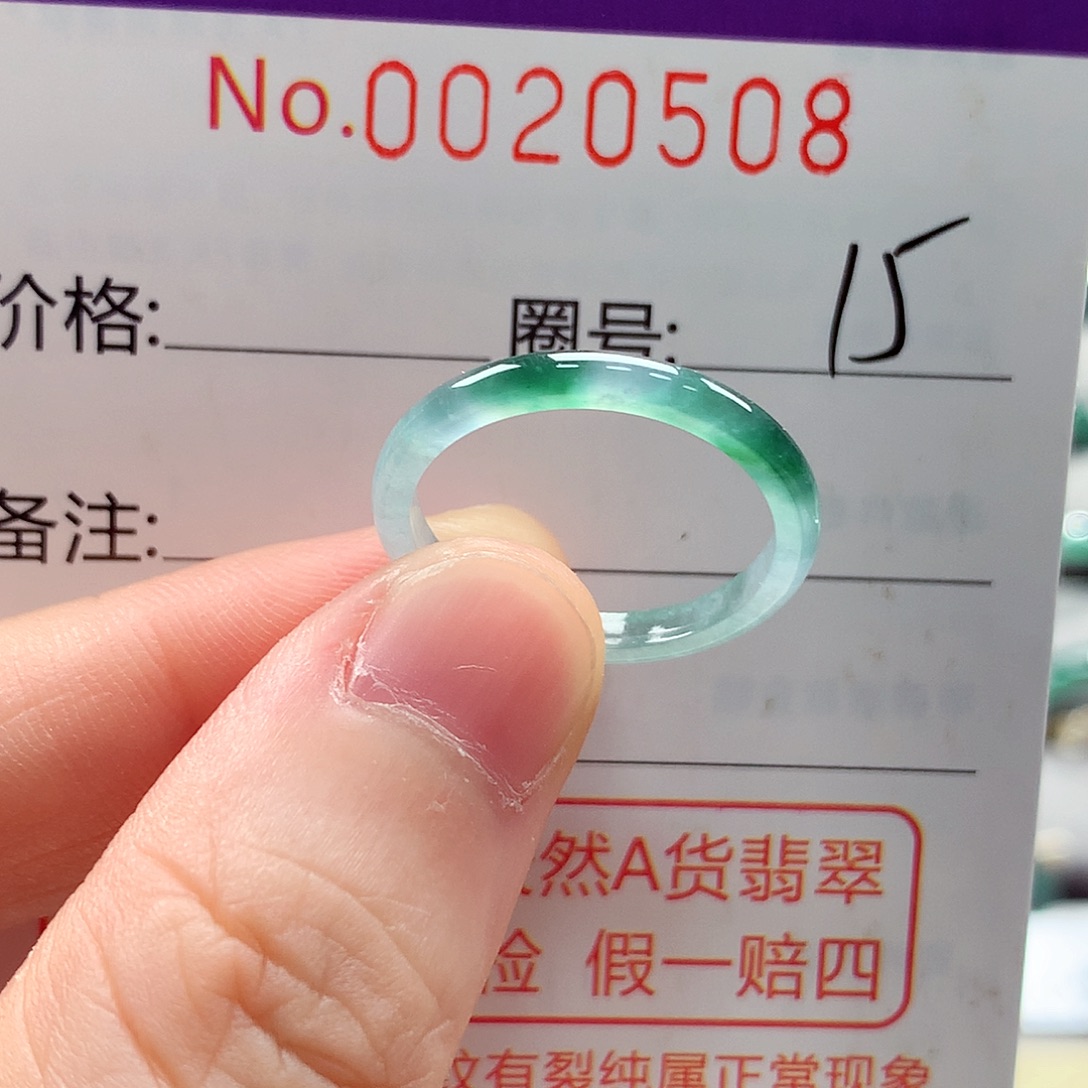 No.0020508
价格: 圈号: 15
备注:
然A货翡翠
验 假一赔四
纹有裂纯属正常现象